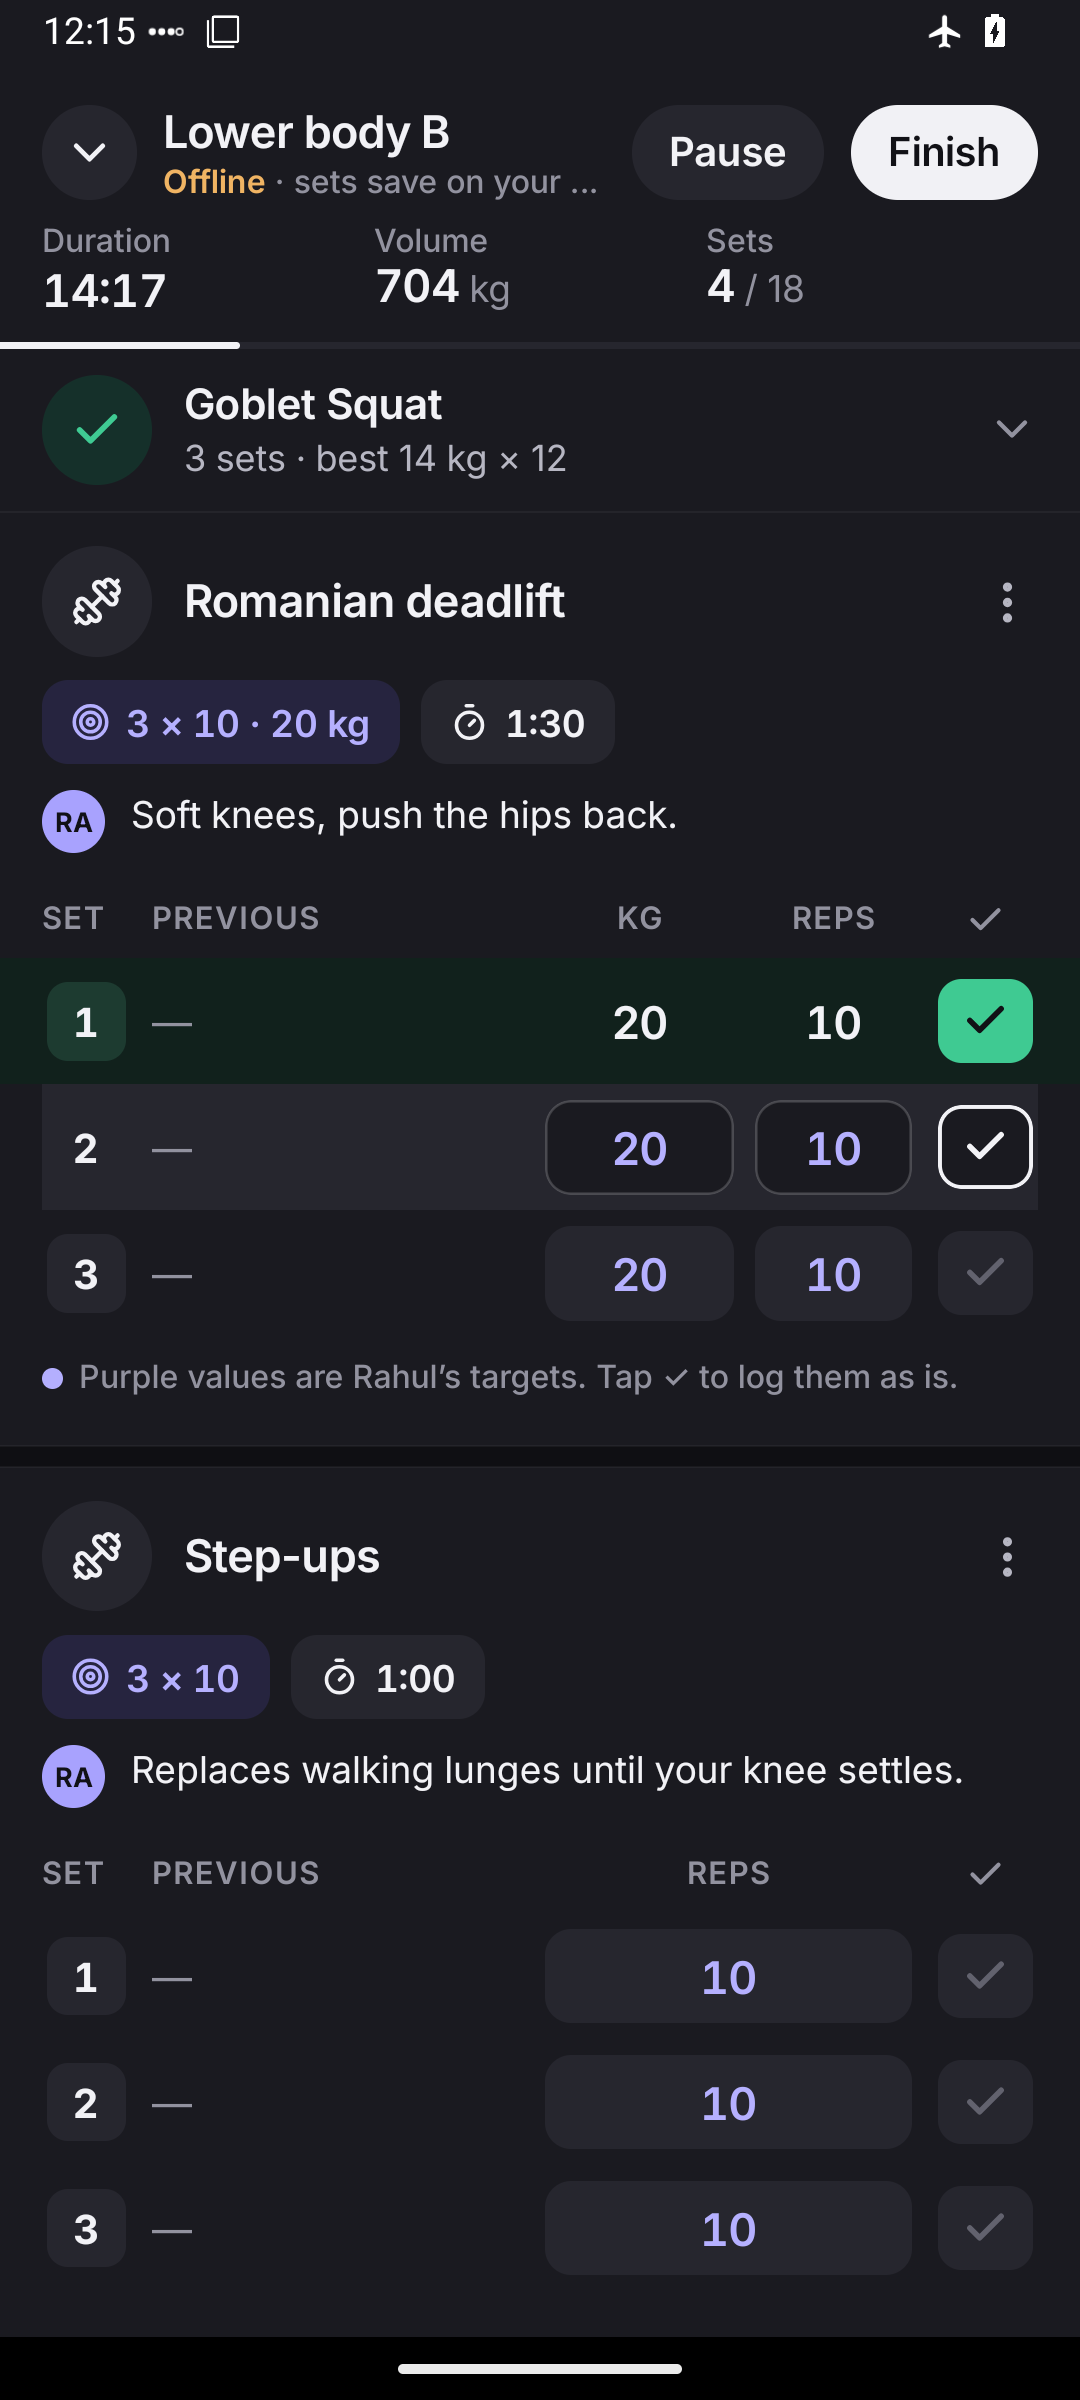 12:15
Lower body B
Offline · sets save on your ...
Pause
Finish
Duration
14:17
Volume
704 kg
Sets
4 / 18
Goblet Squat
3 sets · best 14 kg × 12
Romanian deadlift
3 × 10 · 20 kg
1:30
RA
Soft knees, push the hips back.
SET PREVIOUS KG REPS ✓
1 — 20 10 ✓
2 — 20 10 ✓
3 — 20 10 ✓
Purple values are Rahul’s targets. Tap ✓ to log them as is.
Step-ups
3 × 10
1:00
RA
Replaces walking lunges until your knee settles.
SET PREVIOUS REPS ✓
1 — 10 ✓
2 — 10 ✓
3 — 10 ✓